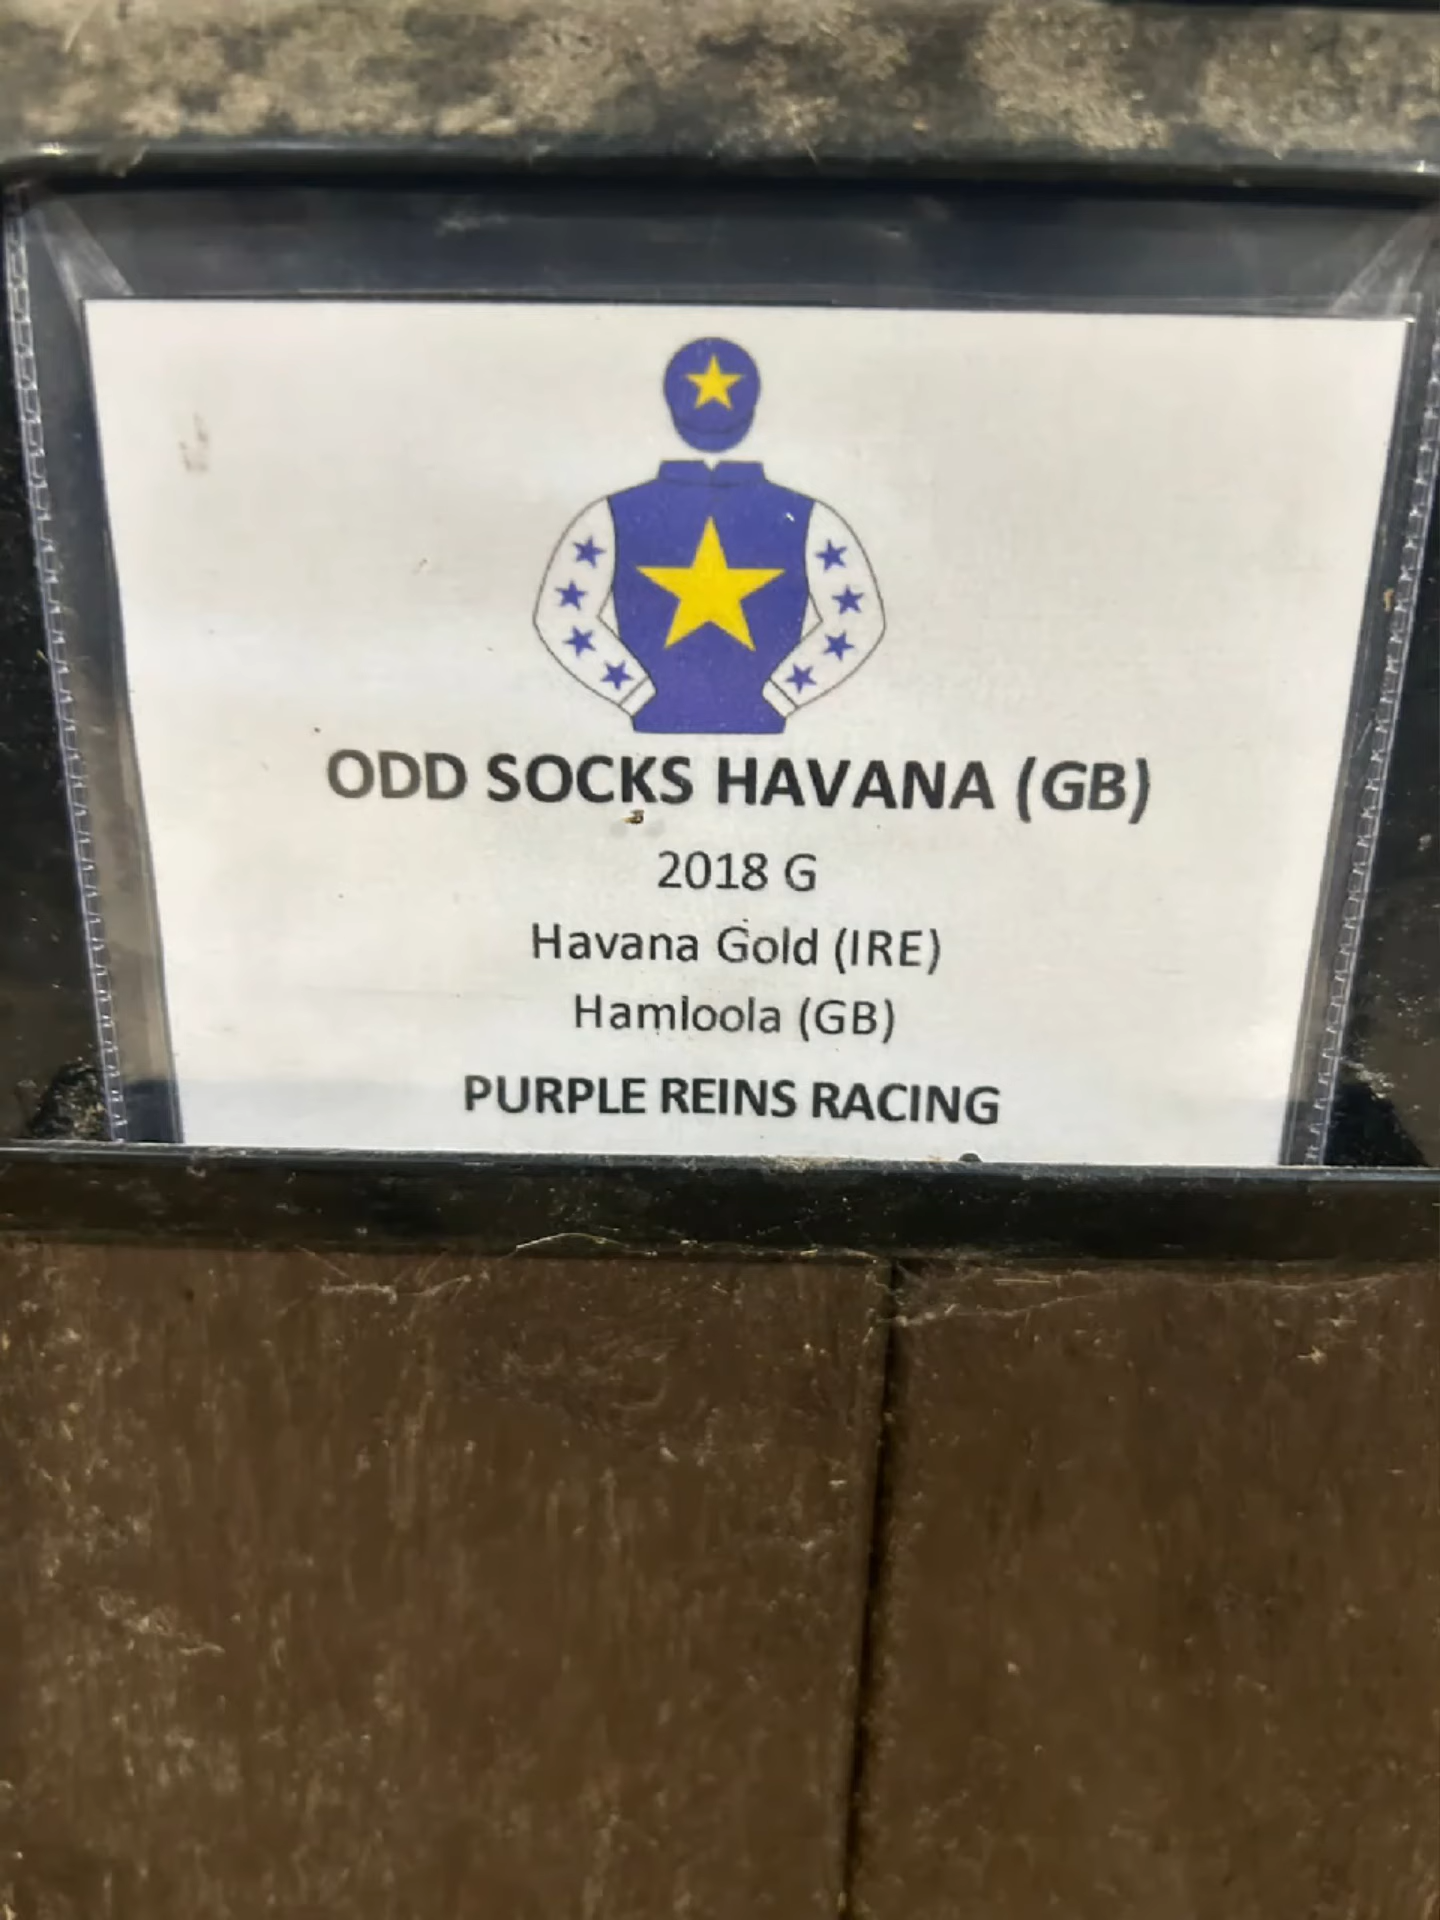 ODD SOCKS HAVANA (GB)
2018 G
Havana Gold (IRE)
Hamloola (GB)
PURPLE REINS RACING